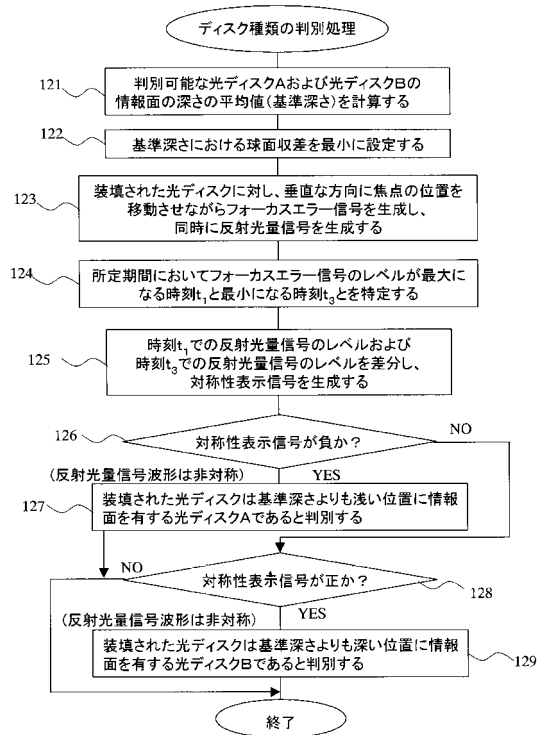 ディスク種類の判別処理
121
判別可能な光ディスクAおよび光ディスクBの
情報面の深さの平均値(基準深さ)を計算する
122
基準深さにおける球面収差を最小に設定する
123
装填された光ディスクに対し、垂直な方向に焦点の位置を
移動させながらフォーカスエラー信号を生成し、
同時に反射光量信号を生成する
124
所定期間においてフォーカスエラー信号のレベルが最大に
なる時刻t₁と最小になる時刻t₃とを特定する
125
時刻t₁での反射光量信号のレベルおよび
時刻t₃での反射光量信号のレベルを差分し、
対称性表示信号を生成する
126
対称性表示信号が負か?
NO
(反射光量信号波形は非対称)
YES
127
装填された光ディスクは基準深さよりも浅い位置に情報
面を有する光ディスクAであると判別する
NO
対称性表示信号が正か?
128
(反射光量信号波形は非対称)
YES
装填された光ディスクは基準深さよりも深い位置に情報
面を有する光ディスクBであると判別する
129
終了